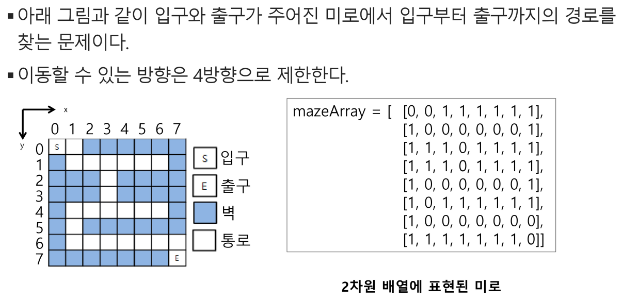 ▪ 아래 그림과 같이 입구와 출구가 주어진 미로에서 입구부터 출구까지의 경로를
찾는 문제이다.
▪ 이동할 수 있는 방향은 4방향으로 제한한다.
x
y
0 1 2 3 4 5 6 7
0 S
1
2
3
4
5
6
7 E
S 입구
E 출구
벽
통로
mazeArray = [ [0, 0, 1, 1, 1, 1, 1, 1],
[1, 0, 0, 0, 0, 0, 0, 1],
[1, 1, 1, 0, 1, 1, 1, 1],
[1, 1, 1, 0, 1, 1, 1, 1],
[1, 0, 0, 0, 0, 0, 0, 1],
[1, 0, 1, 1, 1, 1, 1, 1],
[1, 0, 0, 0, 0, 0, 0, 0],
[1, 1, 1, 1, 1, 1, 1, 0]]
2차원 배열에 표현된 미로